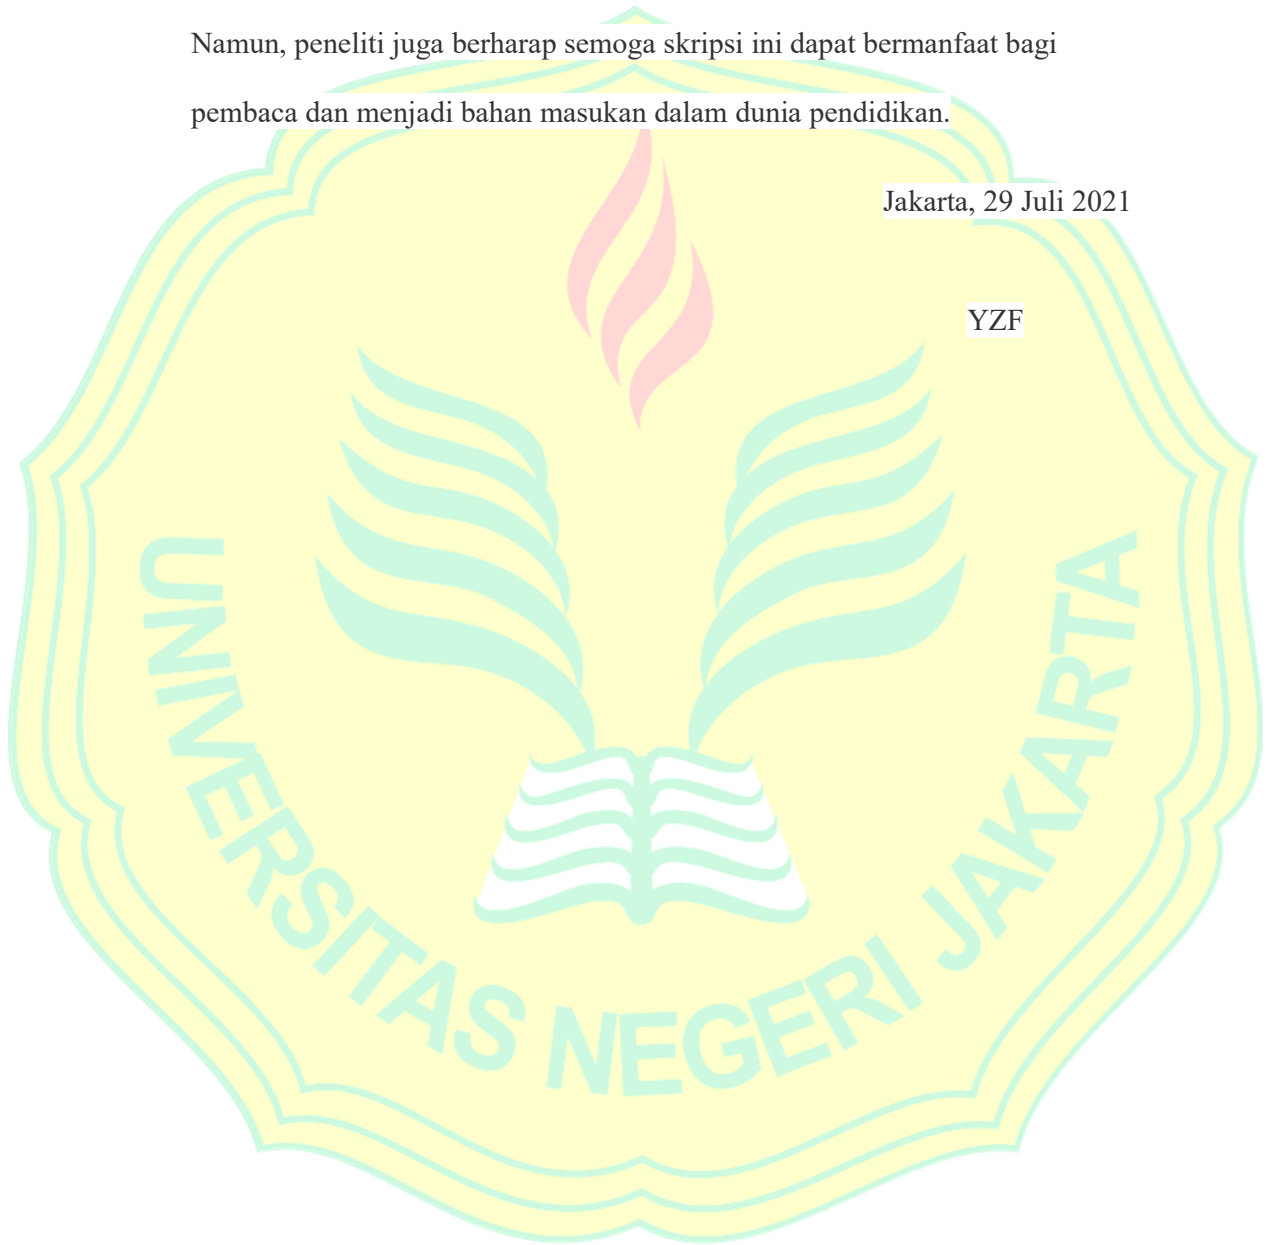 Namun, peneliti juga berharap semoga skripsi ini dapat bermanfaat bagi
pembaca dan menjadi bahan masukan dalam dunia pendidikan.
Jakarta, 29 Juli 2021
YZF
UNIVERSITAS NEGERI JAKARTA